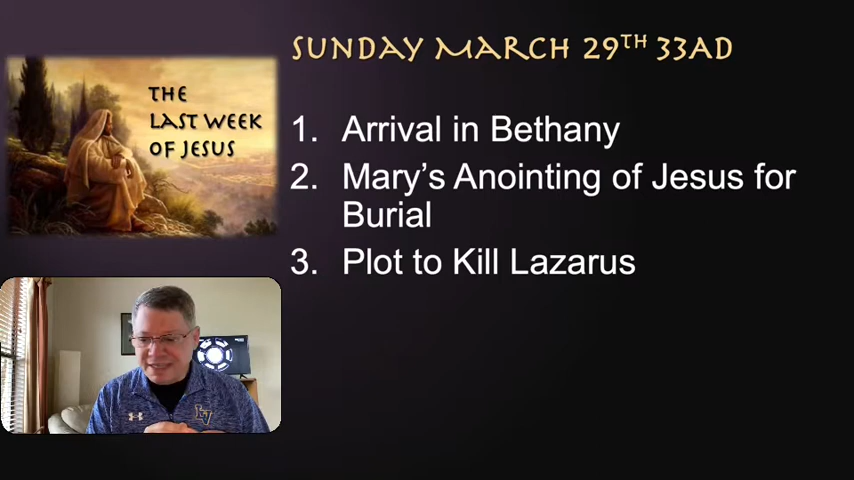 SUNDAY MARCH 29TH 33AD
THE
LAST WEEK
OF JESUS
1. Arrival in Bethany
2. Mary's Anointing of Jesus for
Burial
3. Plot to Kill Lazarus